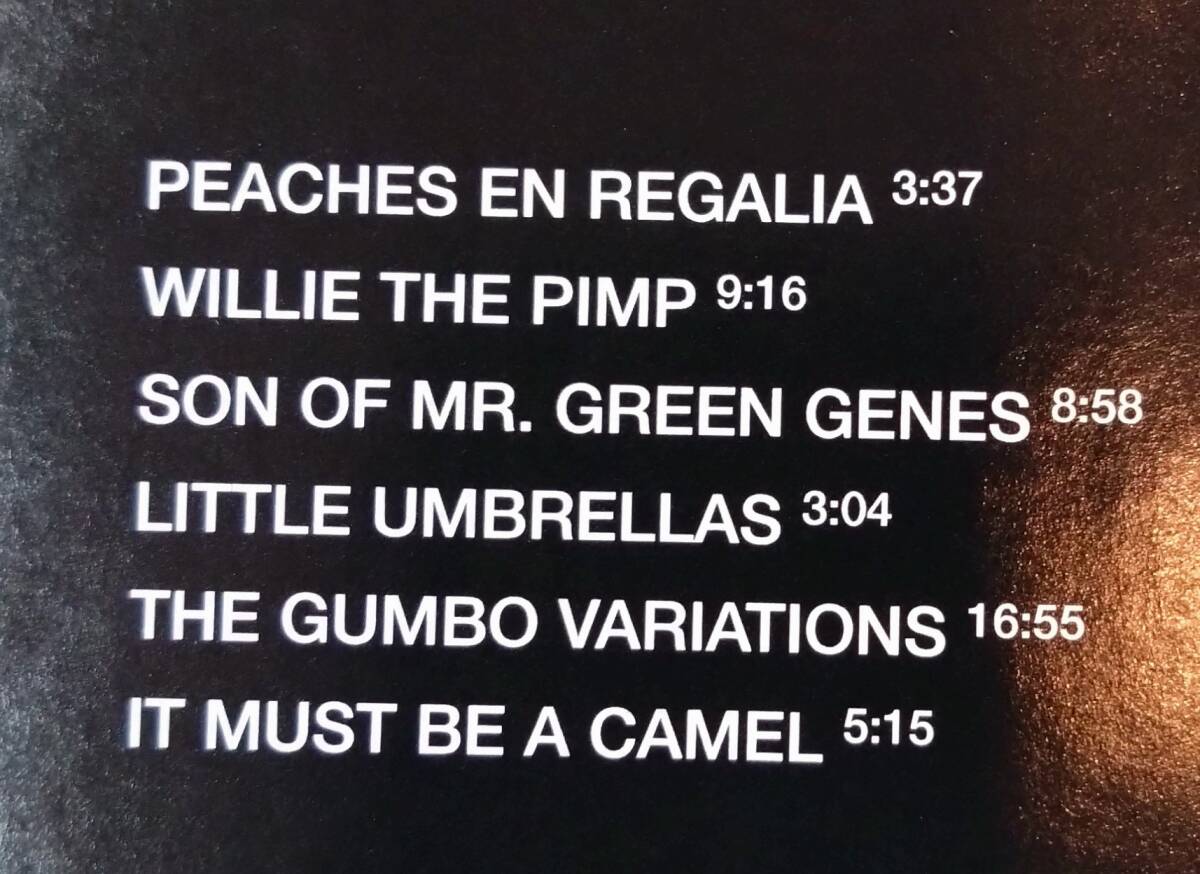 PEACHES EN REGALIA 3:37
WILLIE THE PIMP 9:16
SON OF MR. GREEN GENES 8:58
LITTLE UMBRELLAS 3:04
THE GUMBO VARIATIONS 16:55
IT MUST BE A CAMEL 5:15